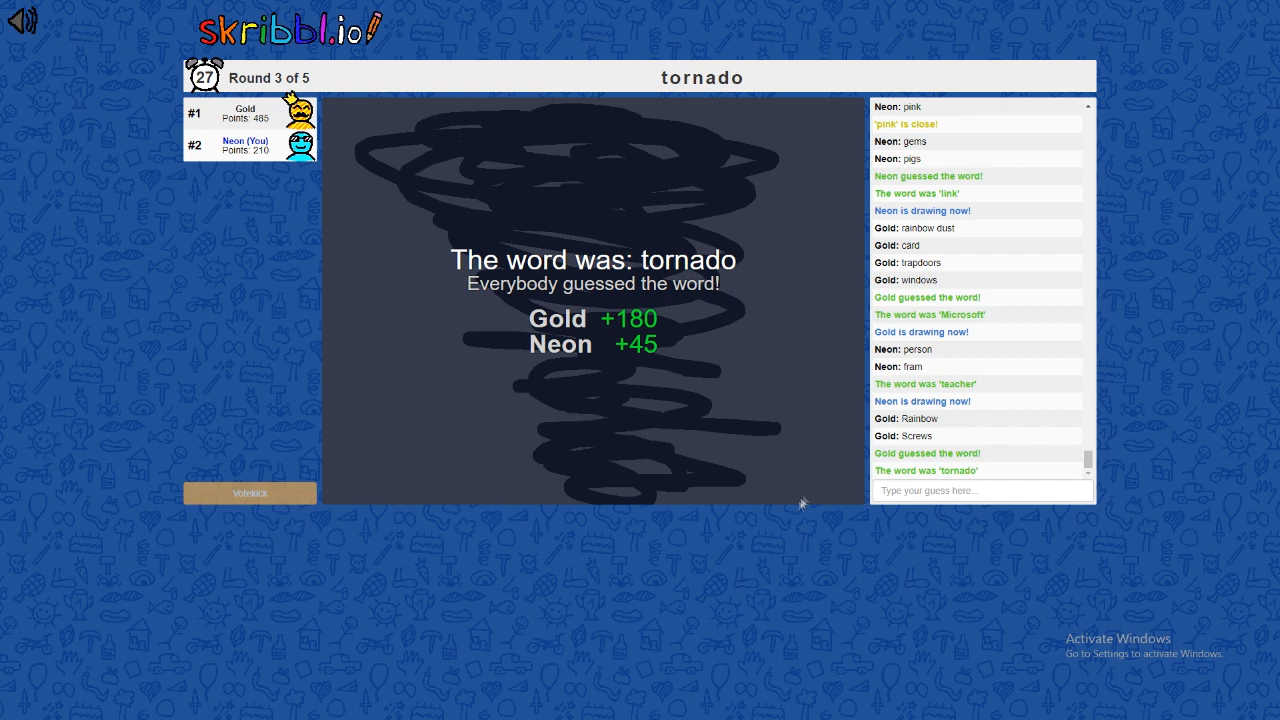 skribbl.io
27
Round 3 of 5
tornado
#1
Gold
Points: 485
#2
Neon (You)
Points: 210
Votekick
The word was: tornado
Everybody guessed the word!
Gold +180
Neon +45
Neon: pink
'pink' is close!
Neon: gems
Neon: pigs
Neon guessed the word!
The word was 'link'
Neon is drawing now!
Gold: rainbow dust
Gold: card
Gold: trapdoors
Gold: windows
Gold guessed the word!
The word was 'Microsoft'
Gold is drawing now!
Neon: person
Neon: fram
The word was 'teacher'
Neon is drawing now!
Gold: Rainbow
Gold: Screws
Gold guessed the word!
The word was 'tornado'
Type your guess here...
Activate Windows
Go to Settings to activate Windows.